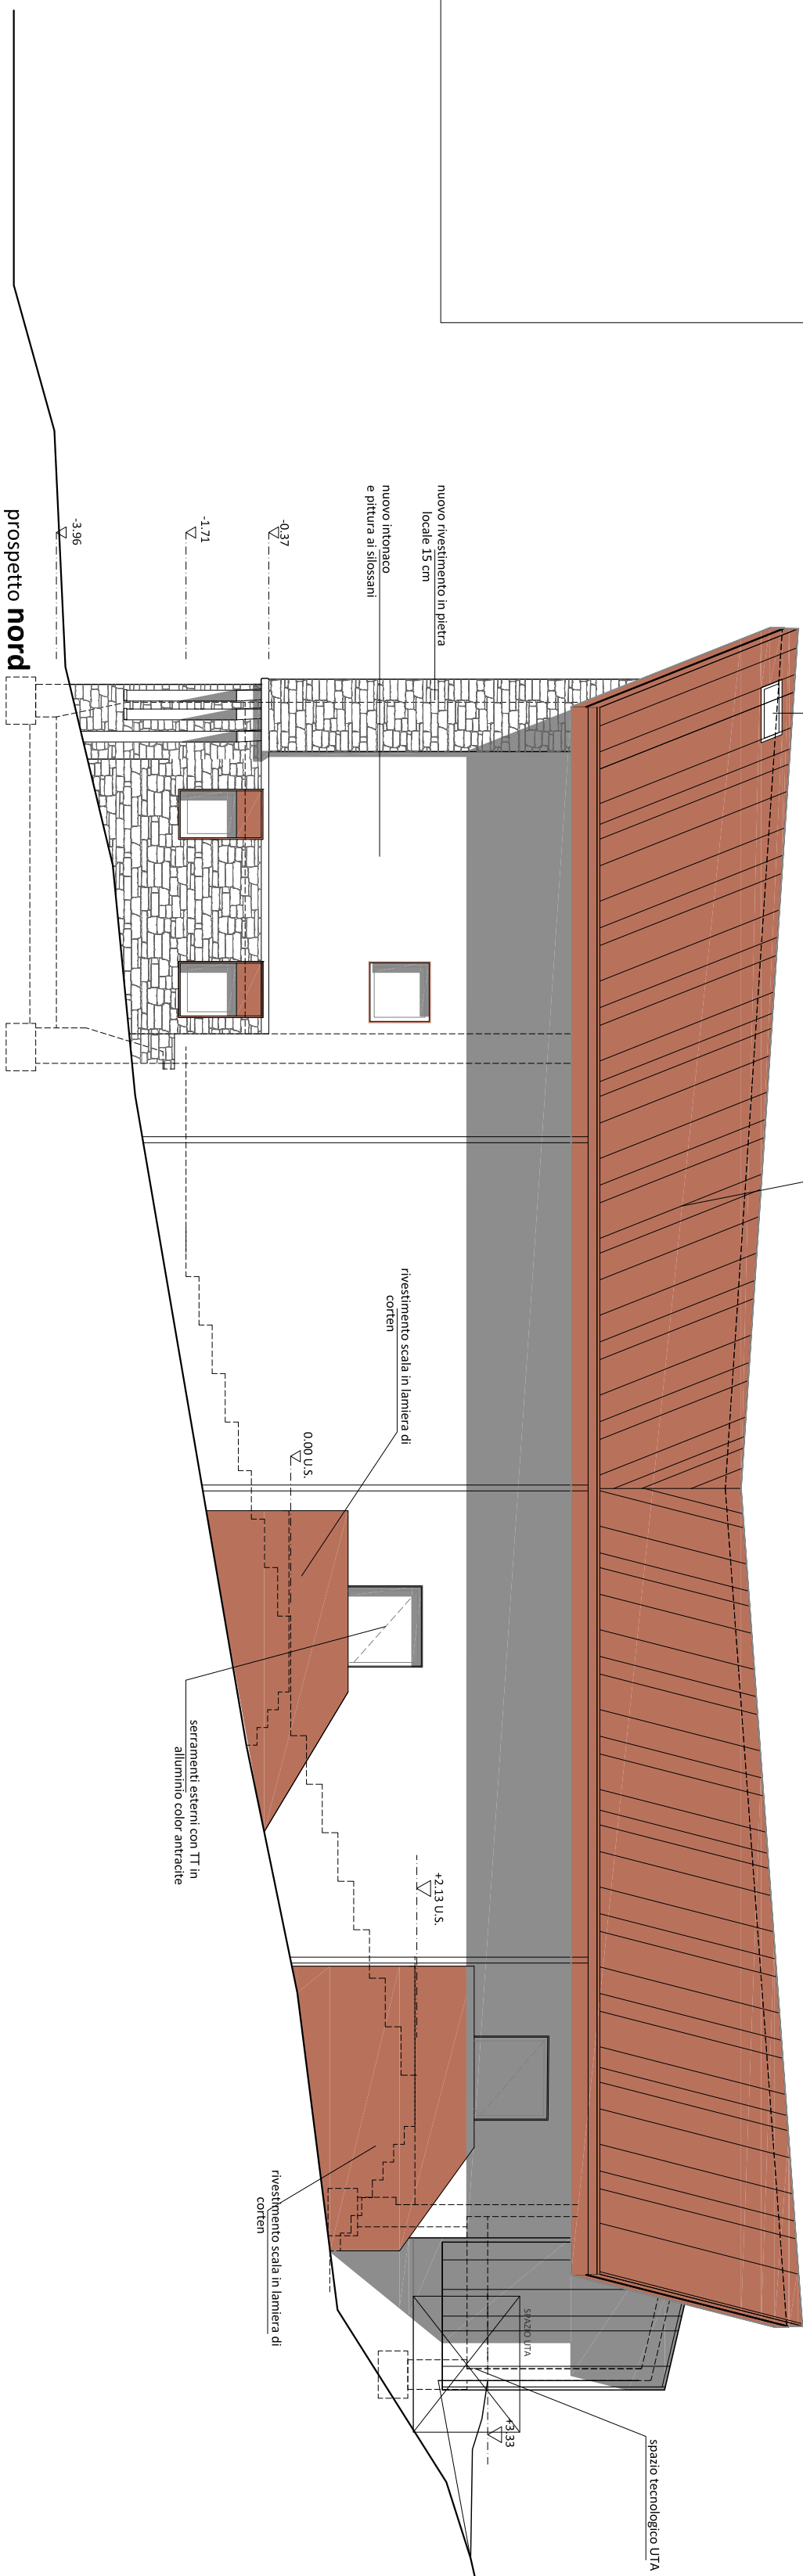 nuovo rivestimento in pietra
locale 15 cm
nuovo intonaco
e pittura ai silossani
-0.37
-1.71
-3.96
prospetto nord
rivestimento scala in lamiera di
corten
0.00 U.S.
serramenti esterni con TT in
alluminio color antracite
+2.13 U.S.
rivestimento scala in lamiera di
corten
SPAZIO UTA
+3.33
spazio tecnologico UTA